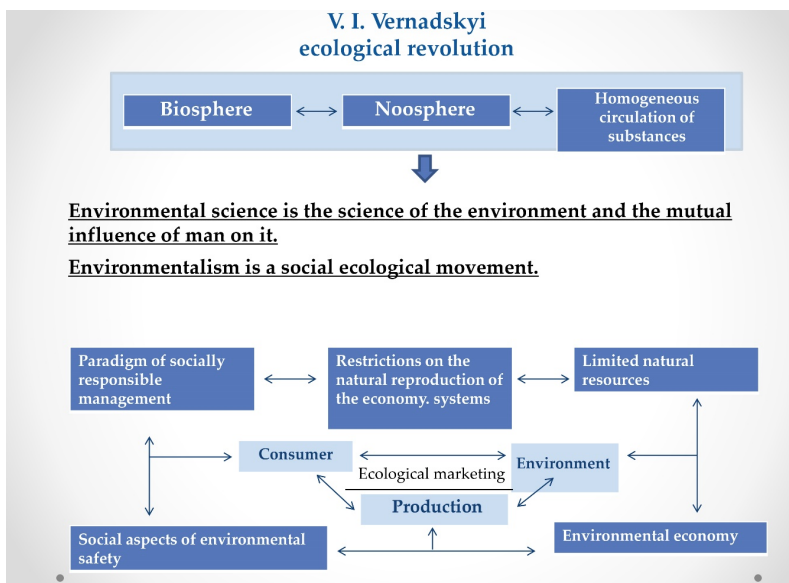 V. I. Vernadskyi
ecological revolution
Biosphere
Noosphere
Homogeneous
circulation of
substances
Environmental science is the science of the environment and the mutual
influence of man on it.
Environmentalism is a social ecological movement.
Paradigm of socially
responsible
management
Restrictions on the
natural reproduction of
the economy. systems
Limited natural
resources
Consumer
Ecological marketing
Environment
Production
Social aspects of environmental
safety
Environmental economy